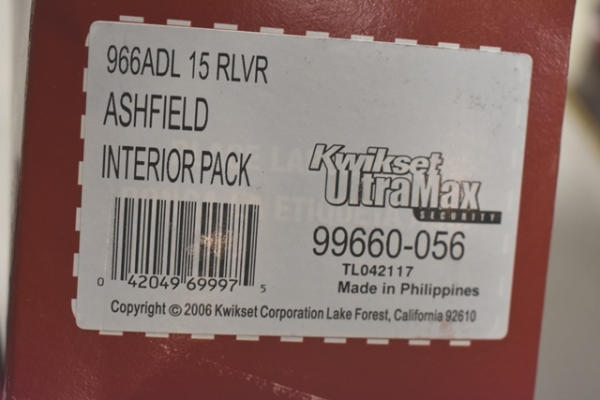 966ADL 15 RLVR
ASHFIELD
INTERIOR PACK
Kwikset
UltraMax
SECURITY
99660-056
TL042117
Made in Philippines
0 42049 69997 5
Copyright © 2006 Kwikset Corporation Lake Forest, California 92610